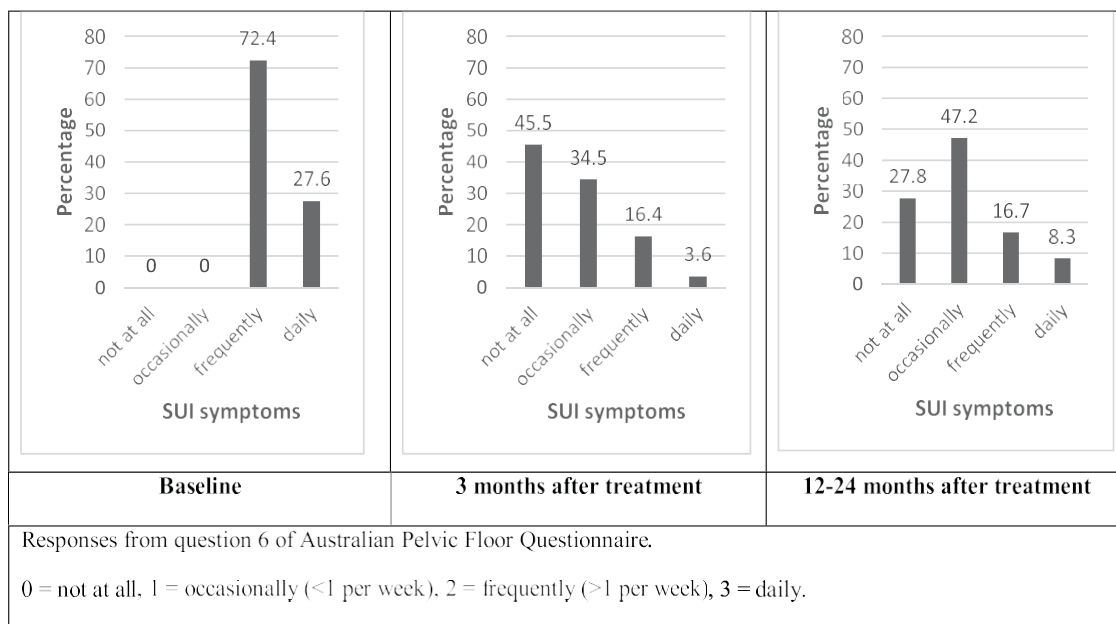 80
70
60
50
40
30
20
10
0
Percentage
0
0
72.4
27.6
not at all
occasionally
frequently
daily
SUI symptoms
Baseline
80
70
60
50
40
30
20
10
0
Percentage
45.5
34.5
16.4
3.6
not at all
occasionally
frequently
daily
SUI symptoms
3 months after treatment
80
70
60
50
40
30
20
10
0
Percentage
27.8
47.2
16.7
8.3
not at all
occasionally
frequently
daily
SUI symptoms
12-24 months after treatment
Responses from question 6 of Australian Pelvic Floor Questionnaire.
0 = not at all, 1 = occasionally (<1 per week), 2 = frequently (>1 per week), 3 = daily.